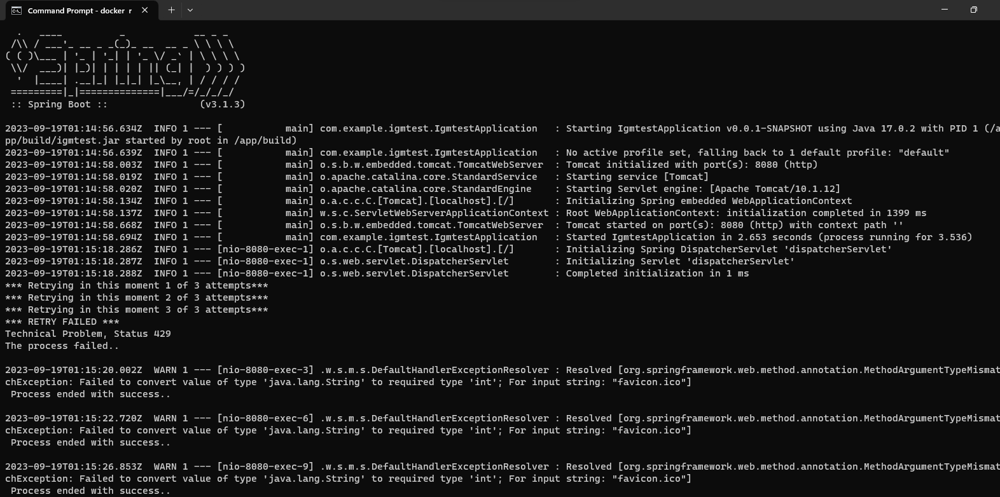 Command Prompt - docker r
  .   ____          _            __ _ _
 /\\ / ___'_ __ _ _(_)_ __  __ _ \ \ \ \
( ( )\___ | '_ | '_| | '_ \/ _` | \ \ \ \
 \\/  ___)| |_)| | | | | || (_| |  ) ) ) )
  '  |____| .__|_| |_|_| |_\__, | / / / /
 =========|_|==============|___/=/_/_/_/
 :: Spring Boot ::                (v3.1.3)
2023-09-19T01:14:56.634Z  INFO 1 --- [           main] com.example.igmtest.IgmtestApplication   : Starting IgmtestApplication v0.0.1-SNAPSHOT using Java 17.0.2 with PID 1 (/a
pp/build/igmtest.jar started by root in /app/build)
2023-09-19T01:14:56.639Z  INFO 1 --- [           main] com.example.igmtest.IgmtestApplication   : No active profile set, falling back to 1 default profile: "default"
2023-09-19T01:14:58.003Z  INFO 1 --- [           main] o.s.b.w.embedded.tomcat.TomcatWebServer  : Tomcat initialized with port(s): 8080 (http)
2023-09-19T01:14:58.019Z  INFO 1 --- [           main] o.apache.catalina.core.StandardService   : Starting service [Tomcat]
2023-09-19T01:14:58.020Z  INFO 1 --- [           main] o.apache.catalina.core.StandardEngine    : Starting Servlet engine: [Apache Tomcat/10.1.12]
2023-09-19T01:14:58.134Z  INFO 1 --- [           main] o.a.c.c.C.[Tomcat].[localhost].[/]       : Initializing Spring embedded WebApplicationContext
2023-09-19T01:14:58.137Z  INFO 1 --- [           main] w.s.c.ServletWebServerApplicationContext : Root WebApplicationContext: initialization completed in 1399 ms
2023-09-19T01:14:58.668Z  INFO 1 --- [           main] o.s.b.w.embedded.tomcat.TomcatWebServer  : Tomcat started on port(s): 8080 (http) with context path ''
2023-09-19T01:14:58.694Z  INFO 1 --- [           main] com.example.igmtest.IgmtestApplication   : Started IgmtestApplication in 2.653 seconds (process running for 3.536)
2023-09-19T01:15:18.286Z  INFO 1 --- [nio-8080-exec-1] o.a.c.c.C.[Tomcat].[localhost].[/]       : Initializing Spring DispatcherServlet 'dispatcherServlet'
2023-09-19T01:15:18.287Z  INFO 1 --- [nio-8080-exec-1] o.s.web.servlet.DispatcherServlet        : Initializing Servlet 'dispatcherServlet'
2023-09-19T01:15:18.288Z  INFO 1 --- [nio-8080-exec-1] o.s.web.servlet.DispatcherServlet        : Completed initialization in 1 ms
*** Retrying in this moment 1 of 3 attempts***
*** Retrying in this moment 2 of 3 attempts***
*** Retrying in this moment 3 of 3 attempts***
*** RETRY FAILED ***
Technical Problem, Status 429
The process failed..
2023-09-19T01:15:20.002Z  WARN 1 --- [nio-8080-exec-3] .w.s.m.s.DefaultHandlerExceptionResolver : Resolved [org.springframework.web.method.annotation.MethodArgumentTypeMismat
chException: Failed to convert value of type 'java.lang.String' to required type 'int'; For input string: "favicon.ico"]
 Process ended with success..
2023-09-19T01:15:22.720Z  WARN 1 --- [nio-8080-exec-6] .w.s.m.s.DefaultHandlerExceptionResolver : Resolved [org.springframework.web.method.annotation.MethodArgumentTypeMismat
chException: Failed to convert value of type 'java.lang.String' to required type 'int'; For input string: "favicon.ico"]
 Process ended with success..
2023-09-19T01:15:26.853Z  WARN 1 --- [nio-8080-exec-9] .w.s.m.s.DefaultHandlerExceptionResolver : Resolved [org.springframework.web.method.annotation.MethodArgumentTypeMismat
chException: Failed to convert value of type 'java.lang.String' to required type 'int'; For input string: "favicon.ico"]
 Process ended with success..